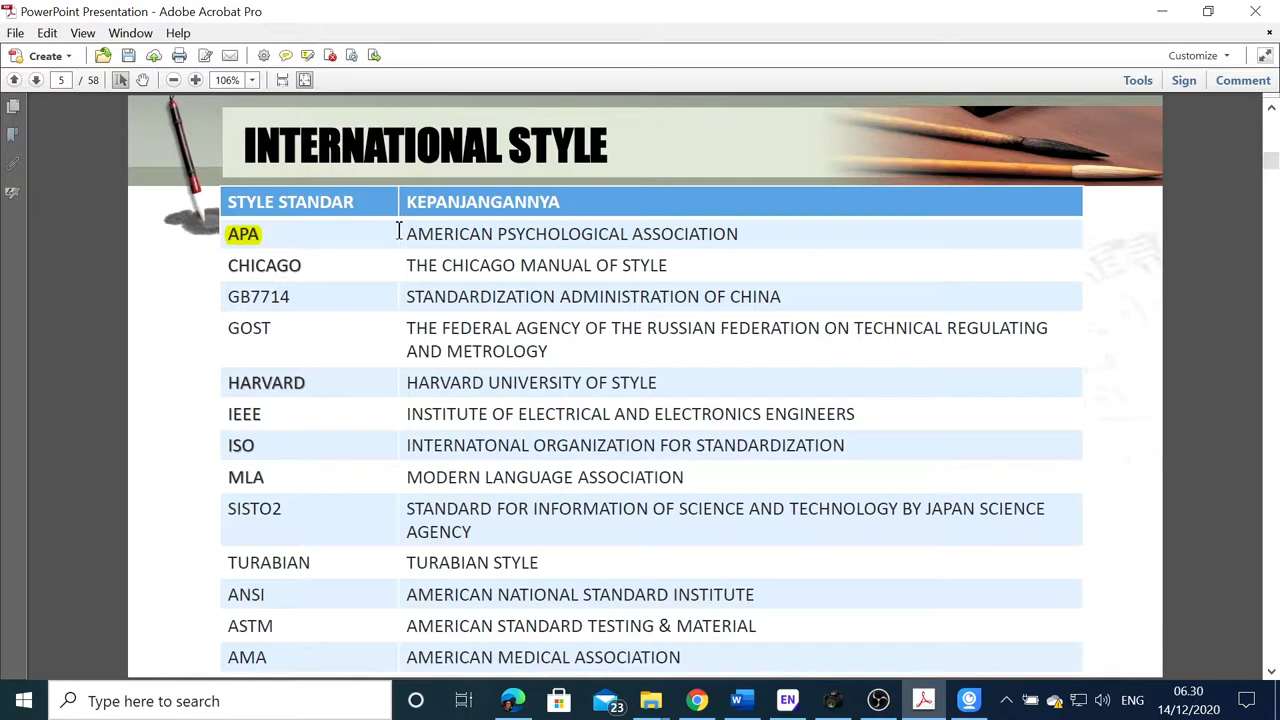 PowerPoint Presentation - Adobe Acrobat Pro
File Edit View Window Help
Create Customize
5 / 58 106% Tools Sign Comment
INTERNATIONAL STYLE
STYLE STANDAR KEPANJANGANNYA
APA AMERICAN PSYCHOLOGICAL ASSOCIATION
CHICAGO THE CHICAGO MANUAL OF STYLE
GB7714 STANDARDIZATION ADMINISTRATION OF CHINA
GOST THE FEDERAL AGENCY OF THE RUSSIAN FEDERATION ON TECHNICAL REGULATING
AND METROLOGY
HARVARD HARVARD UNIVERSITY OF STYLE
IEEE INSTITUTE OF ELECTRICAL AND ELECTRONICS ENGINEERS
ISO INTERNATONAL ORGANIZATION FOR STANDARDIZATION
MLA MODERN LANGUAGE ASSOCIATION
SISTO2 STANDARD FOR INFORMATION OF SCIENCE AND TECHNOLOGY BY JAPAN SCIENCE
AGENCY
TURABIAN TURABIAN STYLE
ANSI AMERICAN NATIONAL STANDARD INSTITUTE
ASTM AMERICAN STANDARD TESTING & MATERIAL
AMA AMERICAN MEDICAL ASSOCIATION
Type here to search 23 EN ENG 06.30
14/12/2020